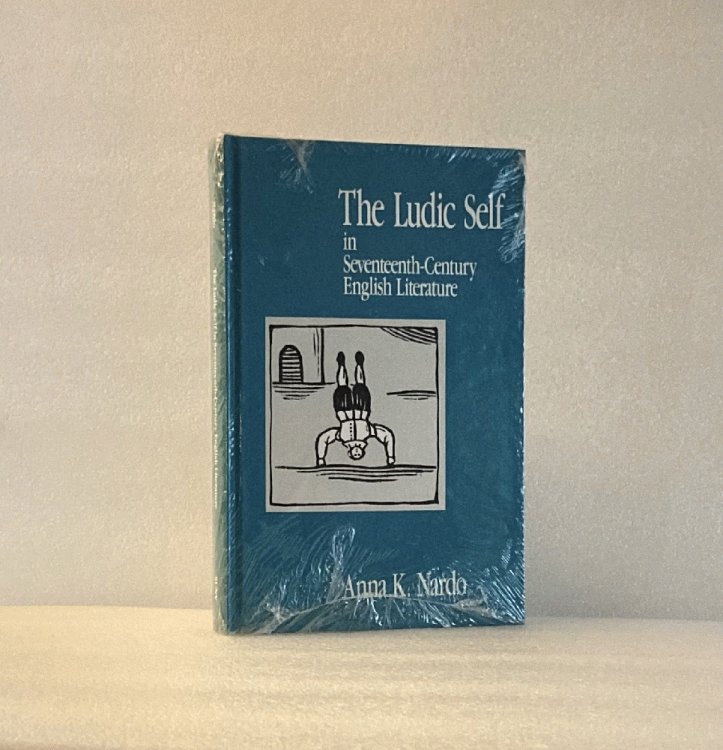 The Ludic Self
in
Seventeenth-Century
English Literature
Anna K. Nardo